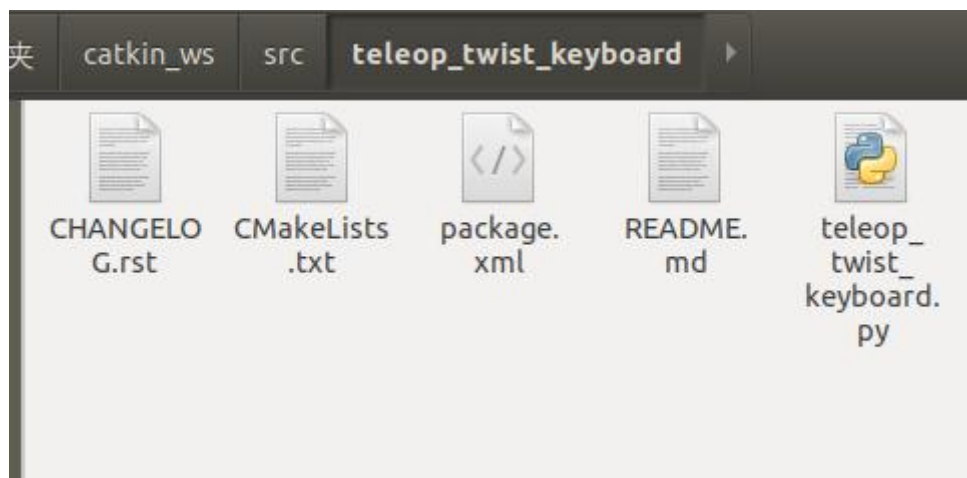 夹 catkin_ws src teleop_twist_keyboard
CHANGELO CMakeLists package. README. teleop_
G.rst .txt xml md twist_
keyboard.
py